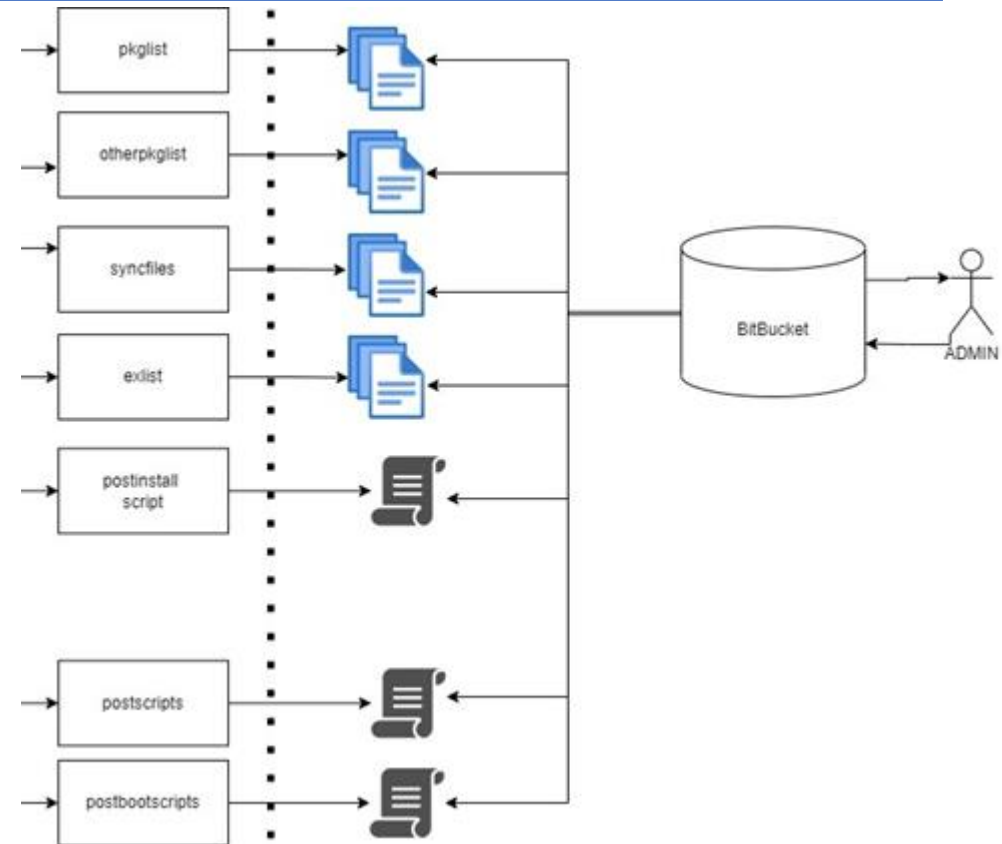 pkglist
otherpkglist
syncfiles
exlist
postinstall
script
postscripts
postbootscripts
BitBucket
ADMIN